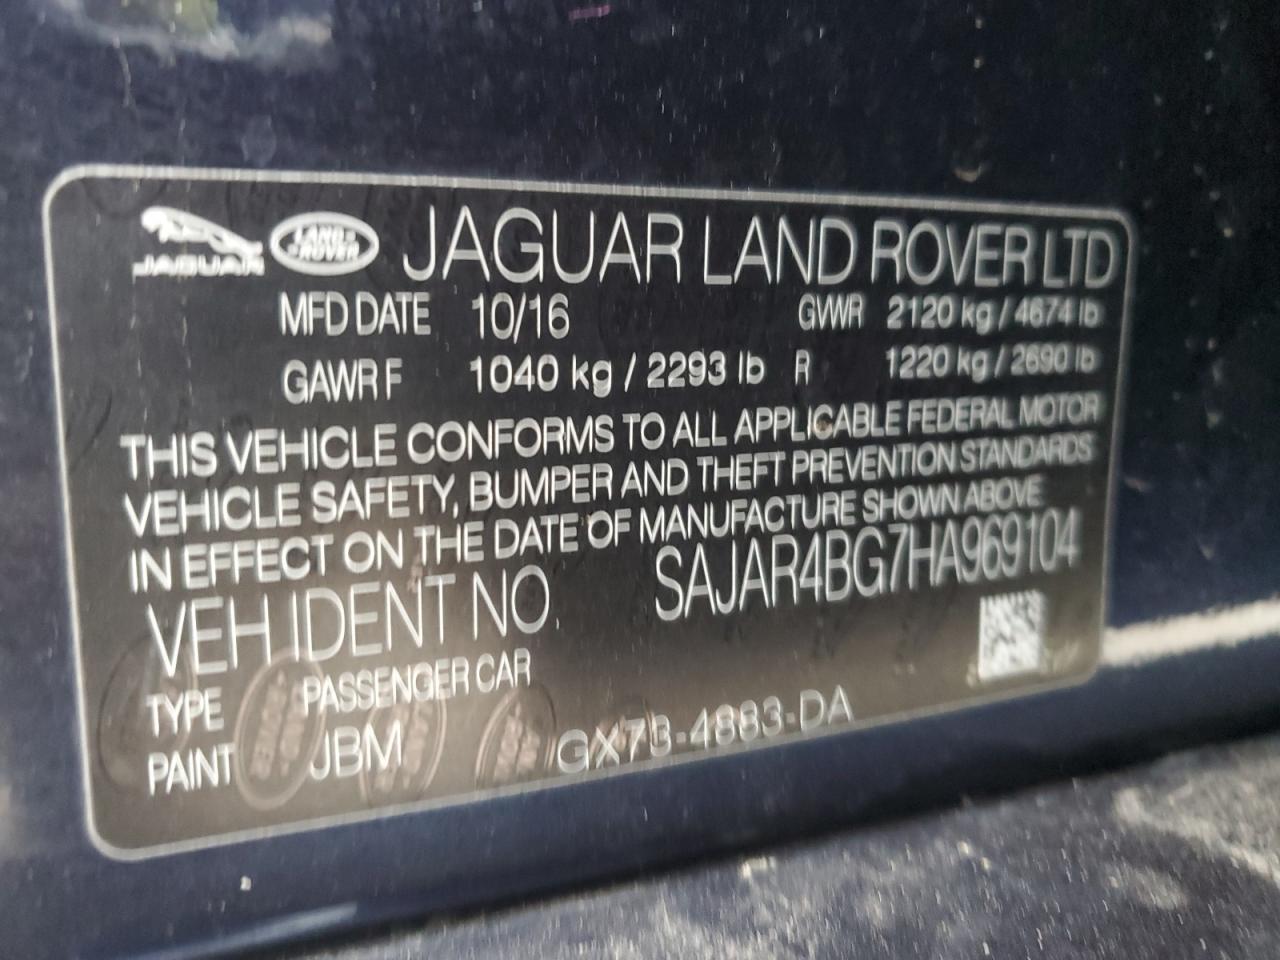 JAGUAR LAND ROVER JAGUAR LAND ROVER LTD
MFD DATE 10/16 GVWR 2120 kg / 4674 lb
GAWR F 1040 kg / 2293 lb R 1220 kg / 2690 lb
THIS VEHICLE CONFORMS TO ALL APPLICABLE FEDERAL MOTOR
VEHICLE SAFETY, BUMPER AND THEFT PREVENTION STANDARDS
IN EFFECT ON THE DATE OF MANUFACTURE SHOWN ABOVE
VEH IDENT NO. SAJAR4BG7HA969104
TYPE PASSENGER CAR
PAINT JBM GX73-4883-DA